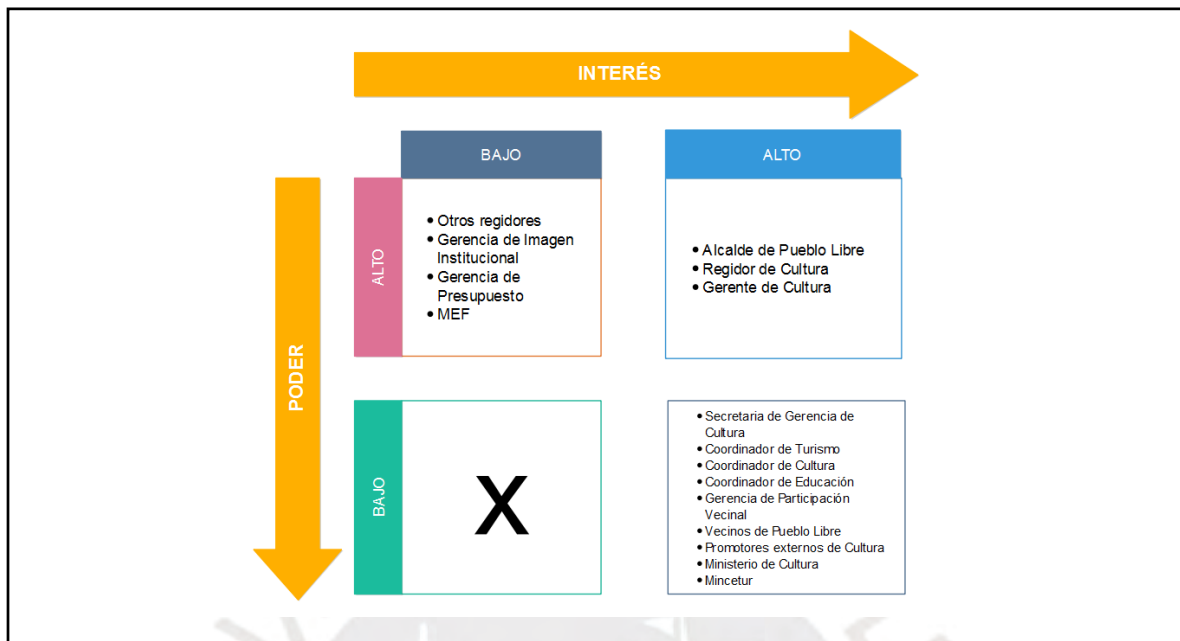 INTERÉS
BAJO
ALTO
PODER
ALTO
• Otros regidores
• Gerencia de Imagen
Institucional
• Gerencia de
Presupuesto
• MEF
• Alcalde de Pueblo Libre
• Regidor de Cultura
• Gerente de Cultura
BAJO
X
• Secretaria de Gerencia de
Cultura
• Coordinador de Turismo
• Coordinador de Cultura
• Coordinador de Educación
• Gerencia de Participación
Vecinal
• Vecinos de Pueblo Libre
• Promotores externos de Cultura
• Ministerio de Cultura
• Mincetur